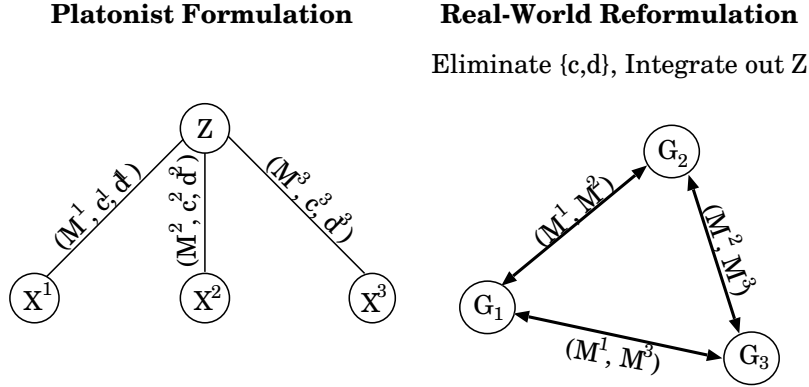 Platonist Formulation
Z
(M¹, c¹, d¹)
(M², c², d²)
(M³, c³, d³)
X¹
X²
X³
Real-World Reformulation
Eliminate {c,d}, Integrate out Z
G₂
(M¹, M²)
(M², M³)
G₁
(M¹, M³)
G₃